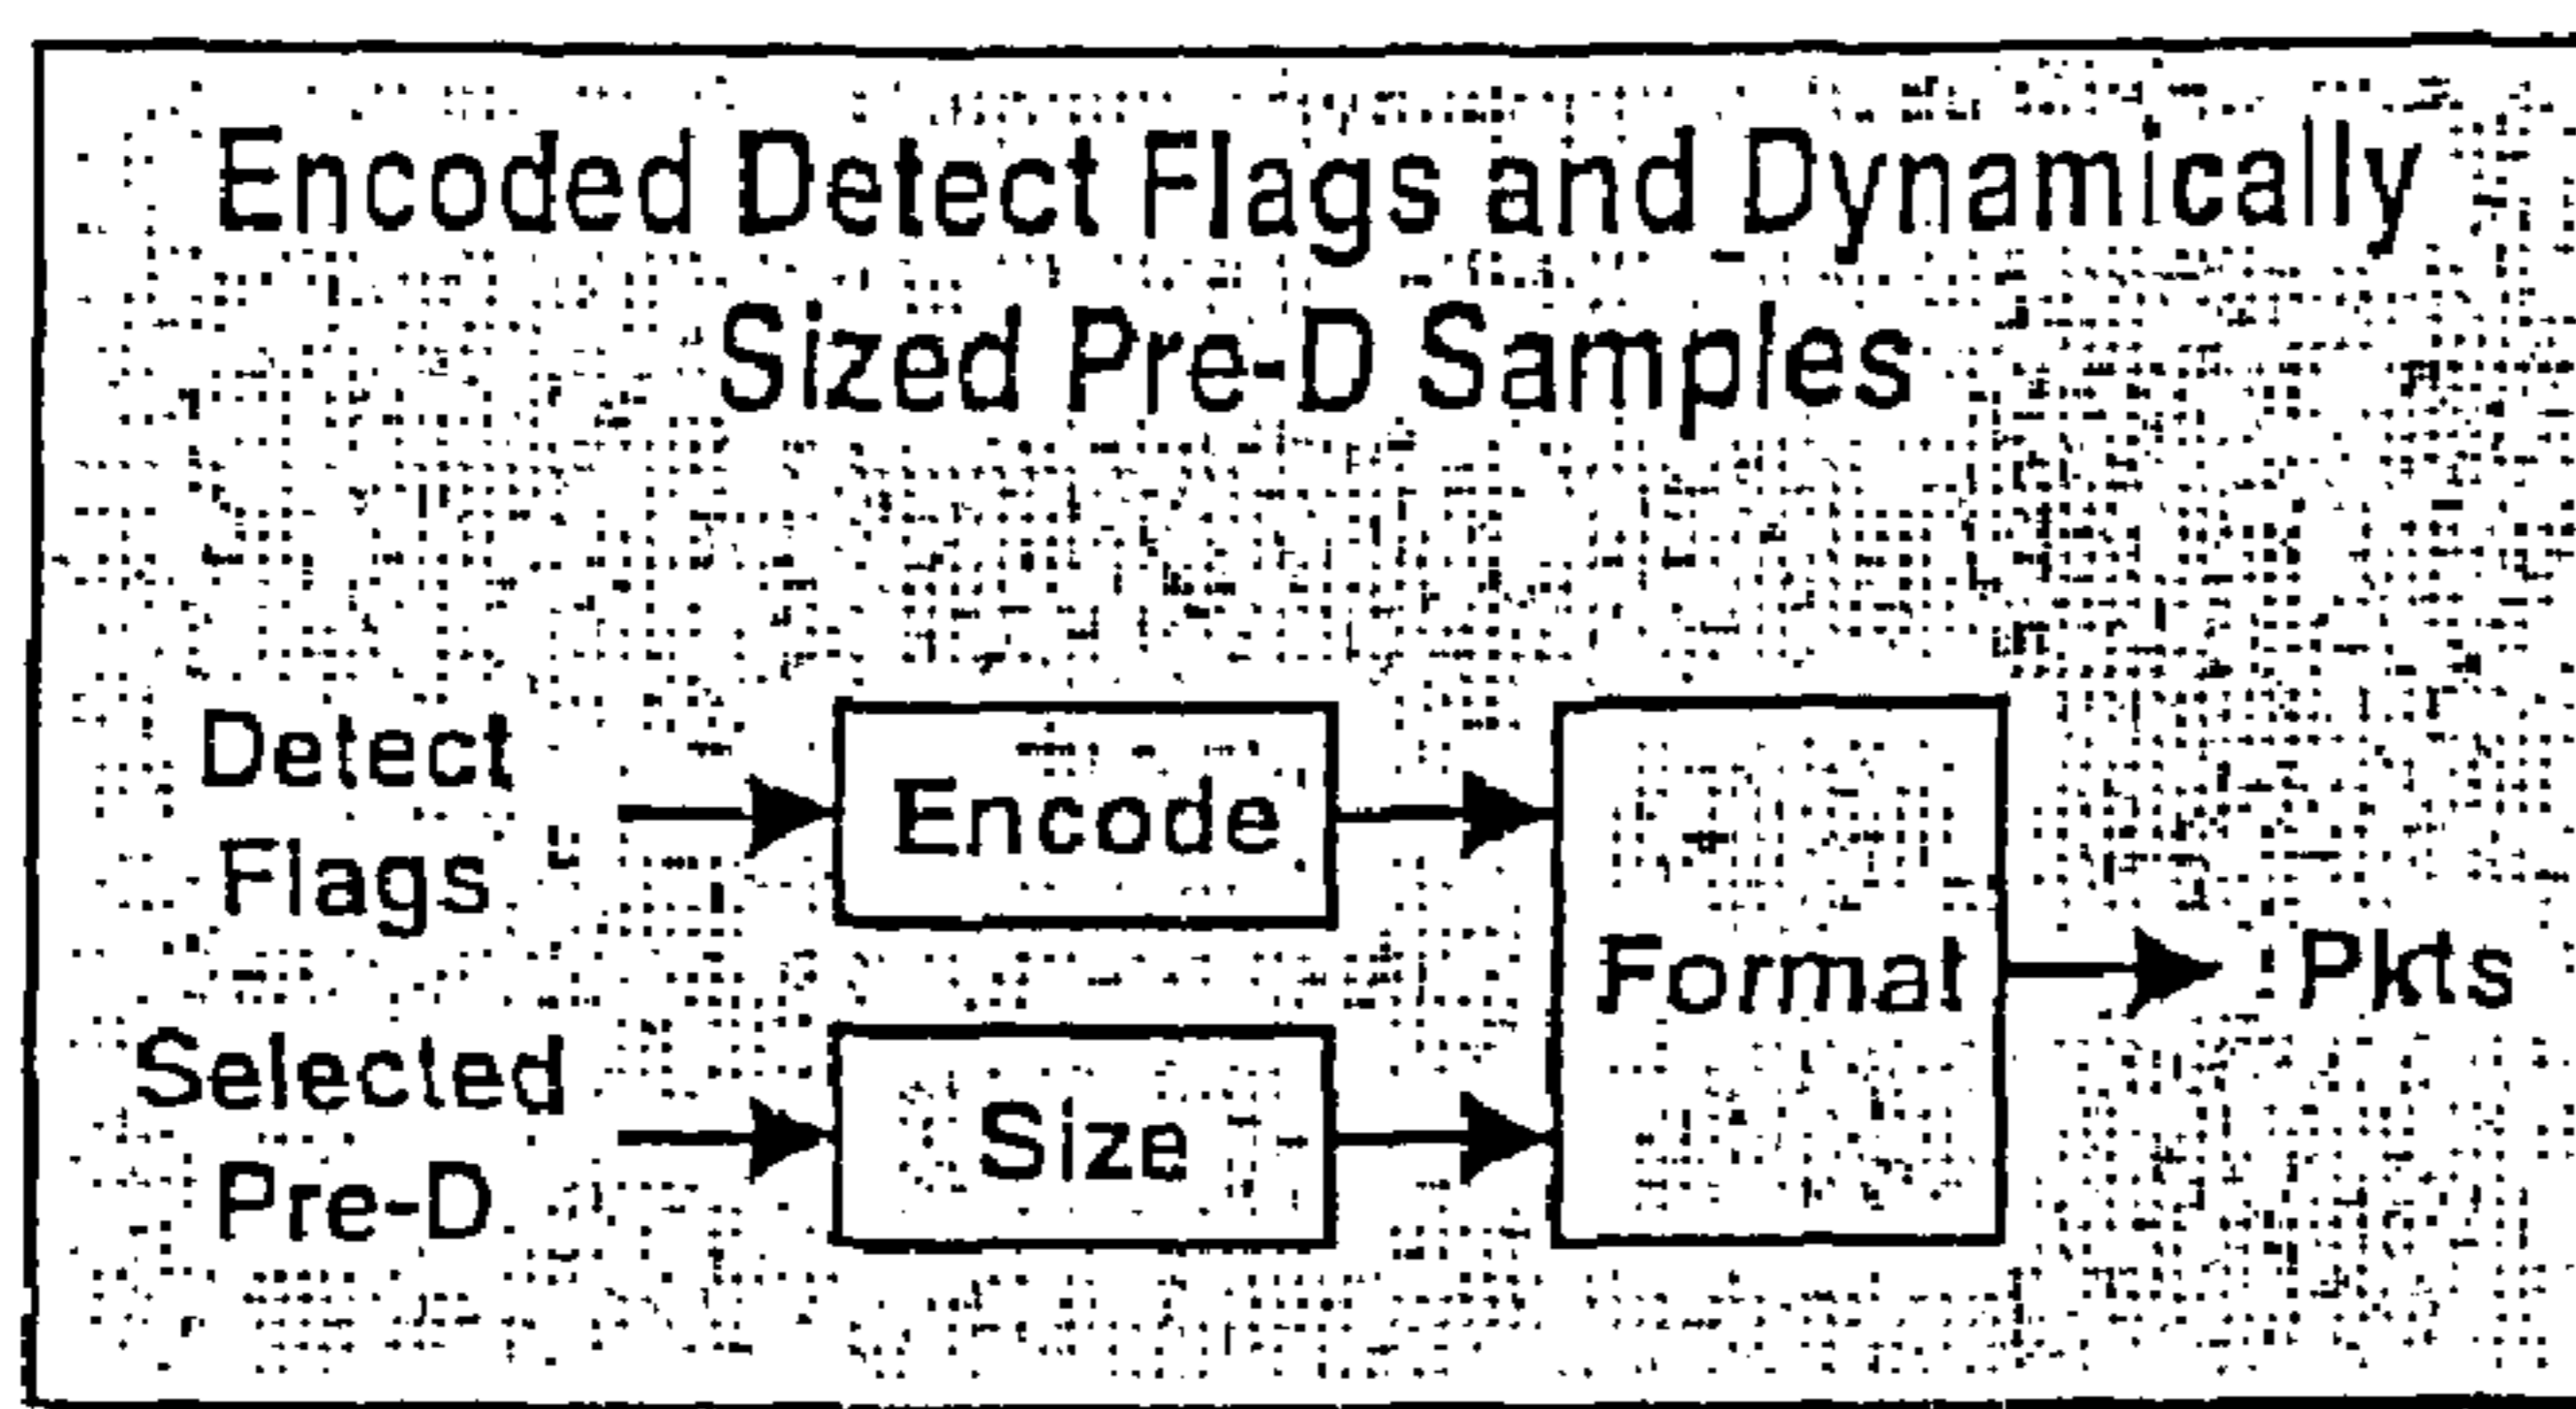 Encoded Detect Flags and Dynamically
Sized Pre-D Samples
Detect
Flags
Encode
Selected
Pre-D
Size
Format
Pkts